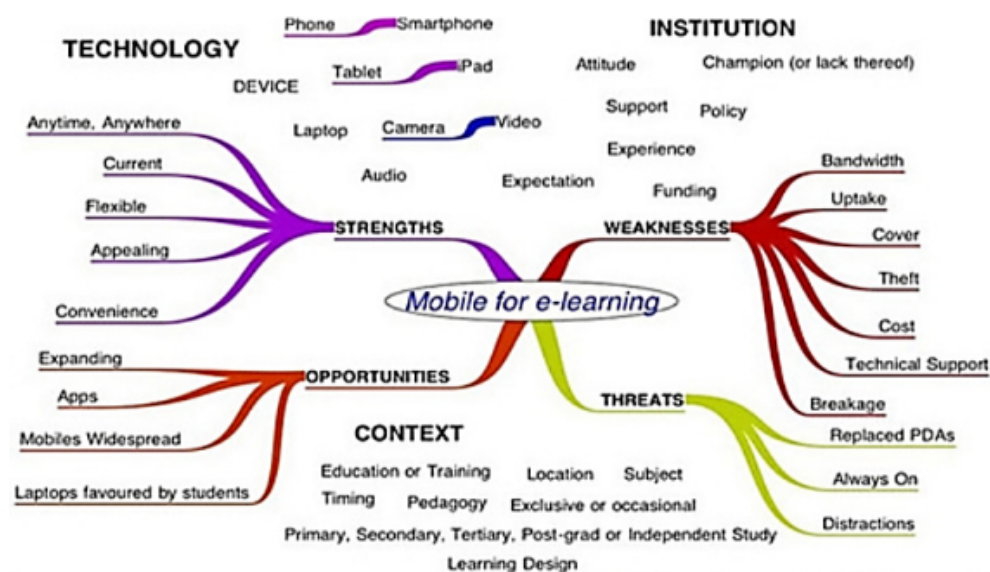 TECHNOLOGY
Phone Smartphone
DEVICE
Tablet iPad
Laptop
Camera Video
Audio
INSTITUTION
Attitude
Champion (or lack thereof)
Support
Policy
Experience
Expectation
Funding
STRENGTHS
Anytime, Anywhere
Current
Flexible
Appealing
Convenience
WEAKNESSES
Bandwidth
Uptake
Cover
Theft
Cost
Technical Support
Breakage
Mobile for e-learning
OPPORTUNITIES
Expanding
Apps
Mobiles Widespread
Laptops favoured by students
THREATS
Replaced PDAs
Always On
Distractions
CONTEXT
Education or Training
Location
Subject
Timing
Pedagogy
Exclusive or occasional
Primary, Secondary, Tertiary, Post-grad or Independent Study
Learning Design